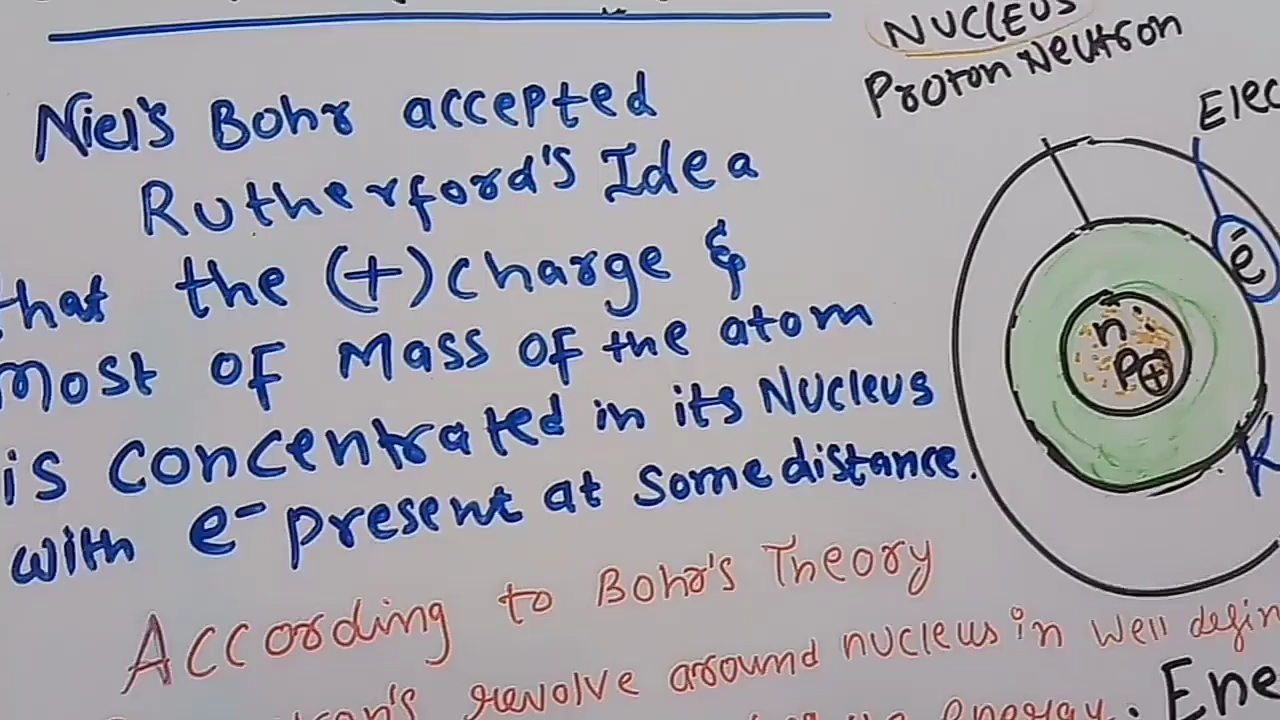 Niel's Bohr accepted
Rutherford's Idea
that the (+) charge &
most of Mass of the atom
is concentrated in its Nucleus
with e- present at some distance.
According to Bohr's Theory
revolve around nucleus in well defin
energy. Ene
NUCLEUS
Proton Neutron
Elec
e-
n
P⊕
K